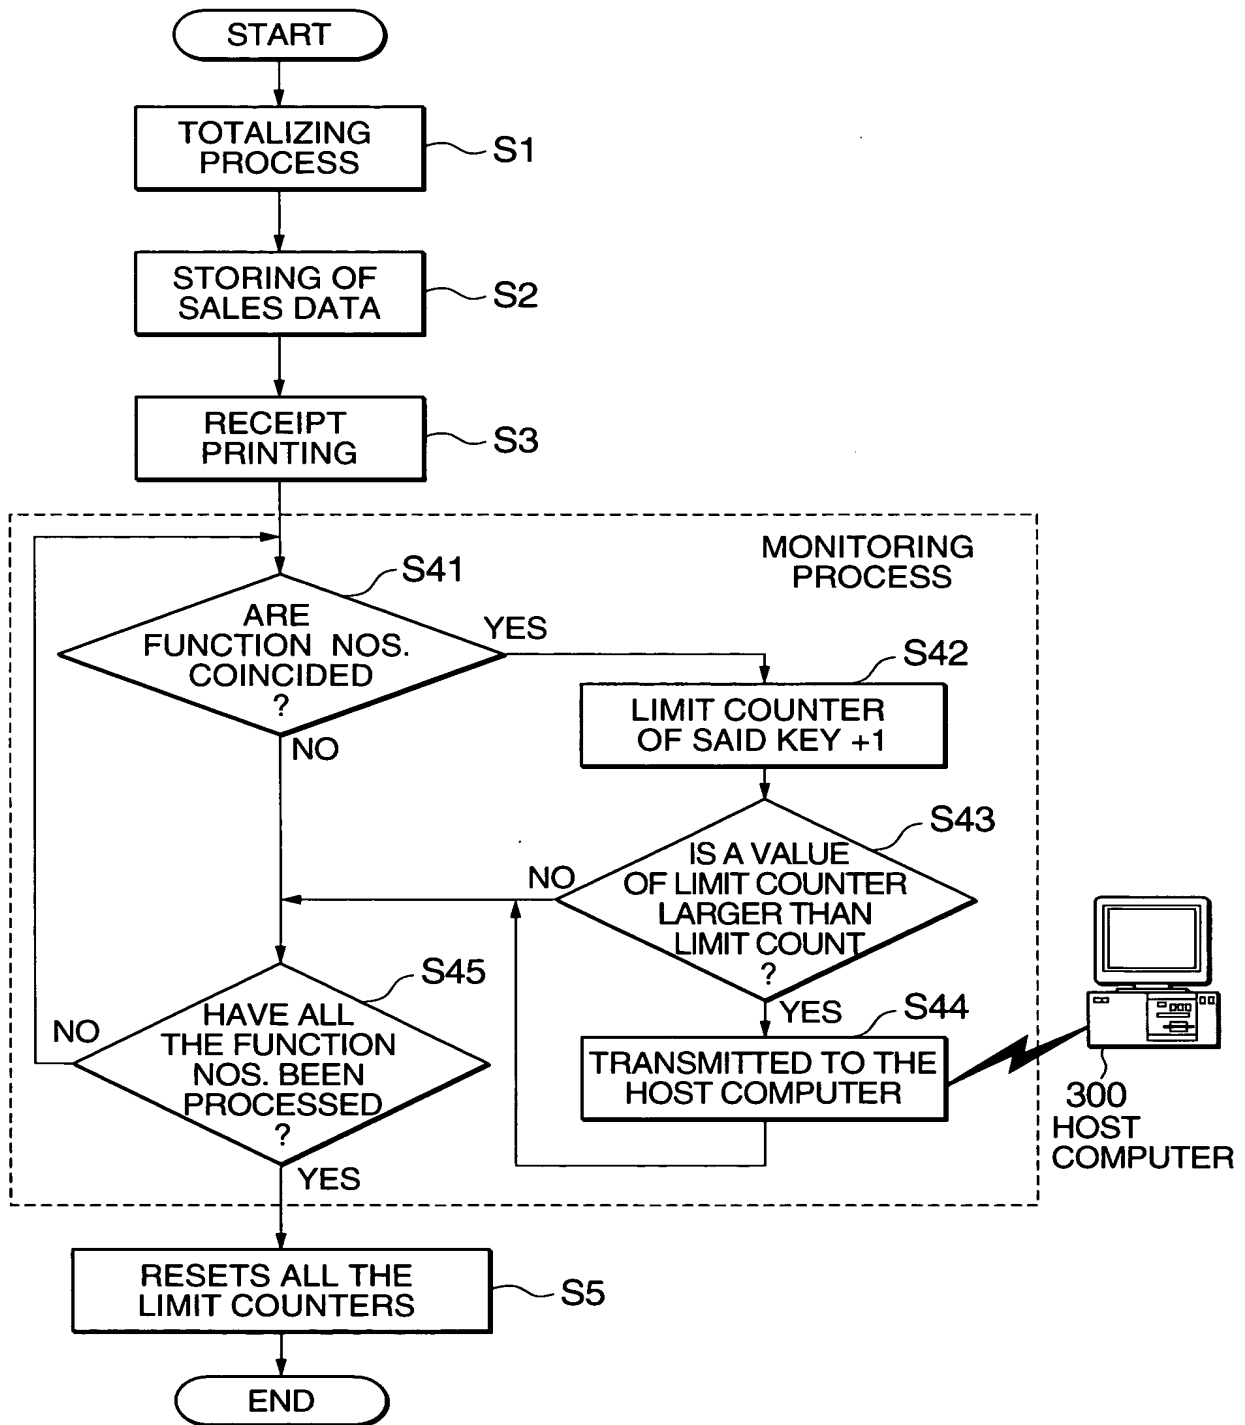 START
TOTALIZING
PROCESS
S1
STORING OF
SALES DATA
S2
RECEIPT
PRINTING
S3
MONITORING
PROCESS
S41
ARE
FUNCTION NOS.
COINCIDED
?
YES
NO
S42
LIMIT COUNTER
OF SAID KEY +1
S43
IS A VALUE
OF LIMIT COUNTER
LARGER THAN
LIMIT COUNT
?
NO
YES
S44
TRANSMITTED TO THE
HOST COMPUTER
300
HOST
COMPUTER
S45
HAVE ALL
THE FUNCTION
NOS. BEEN
PROCESSED
?
NO
YES
RESETS ALL THE
LIMIT COUNTERS
S5
END